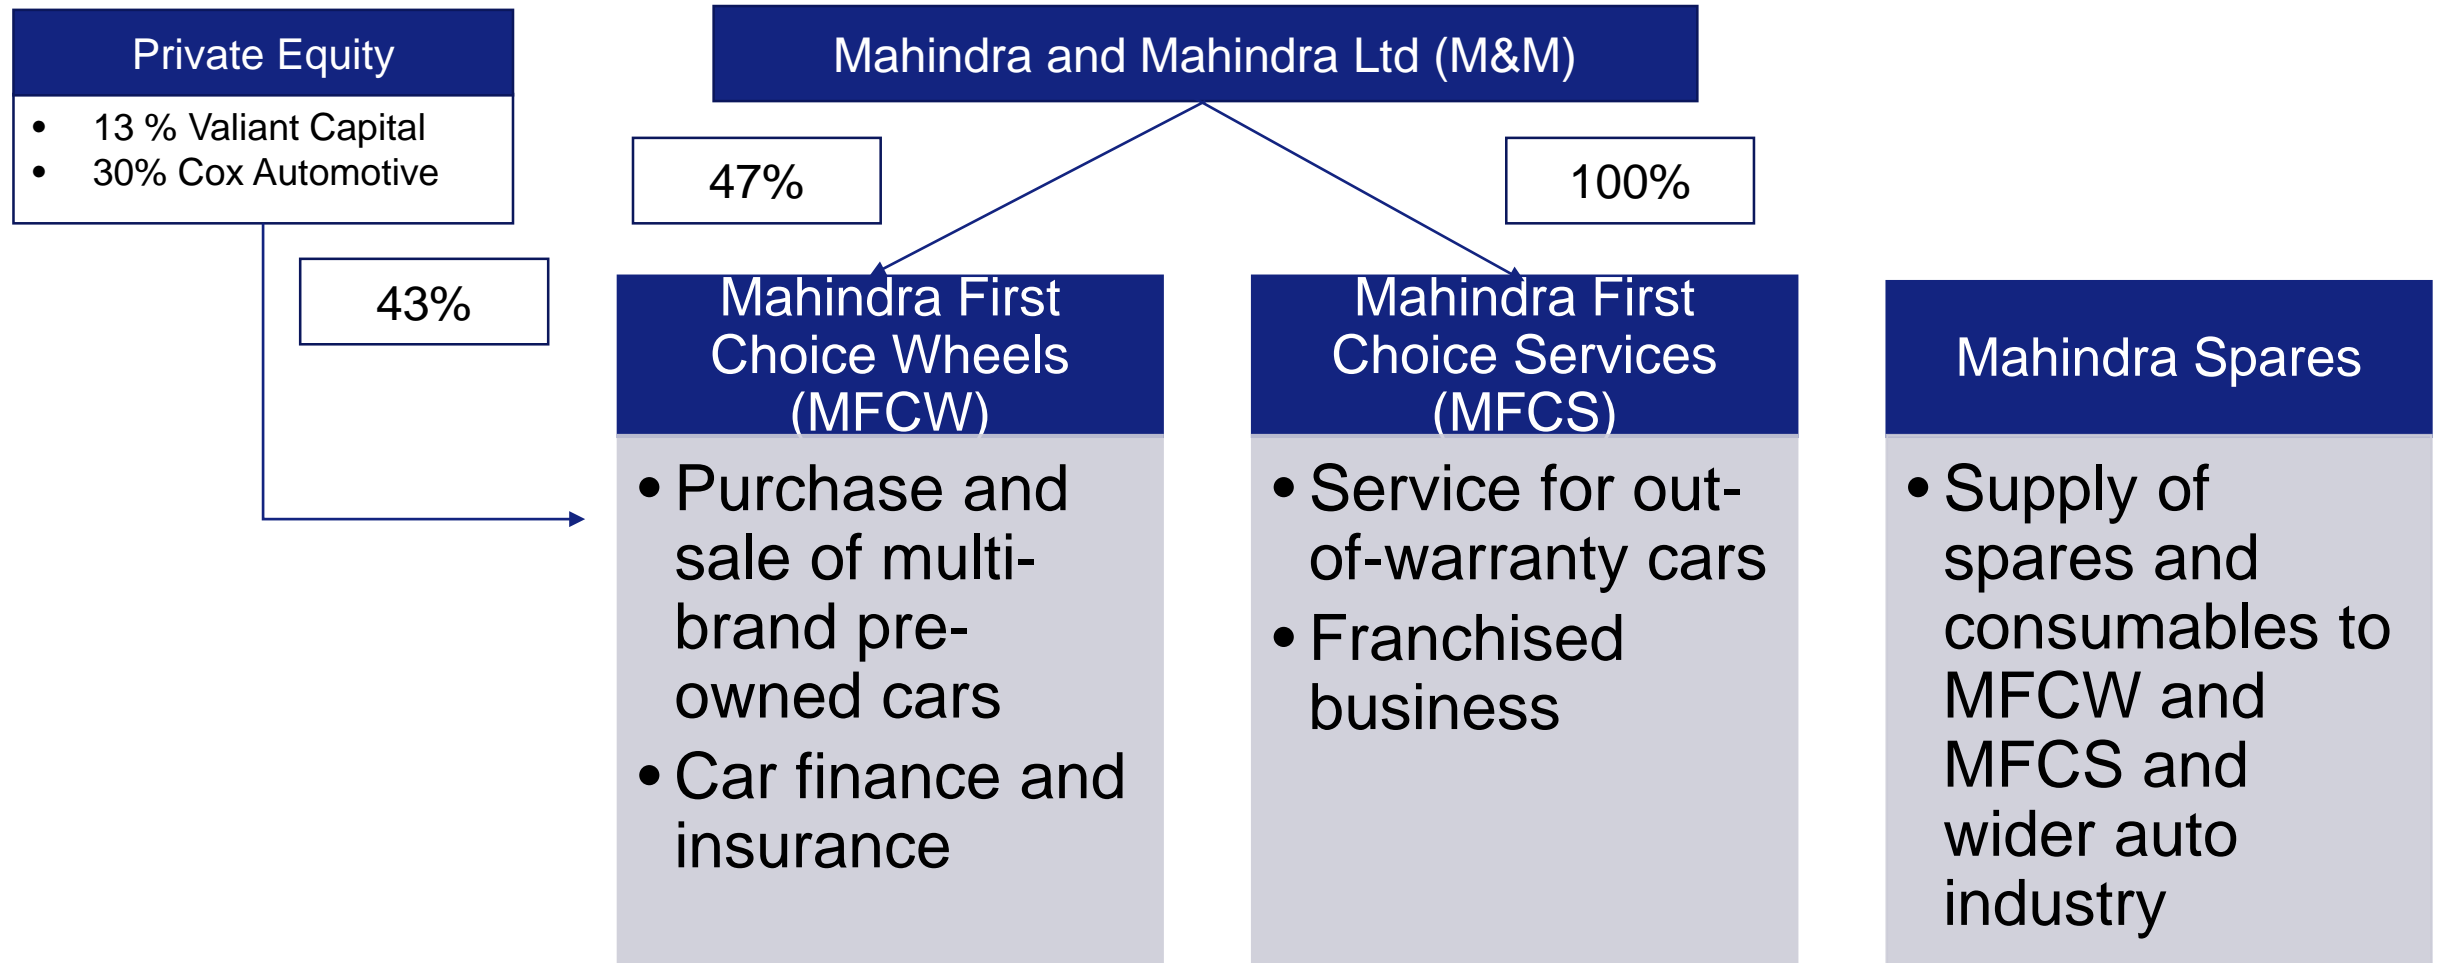 Private Equity
• 13 % Valiant Capital
• 30% Cox Automotive
Mahindra and Mahindra Ltd (M&M)
47%
100%
43%
Mahindra First
Choice Wheels
(MFCW)
• Purchase and
sale of multi-
brand pre-
owned cars
• Car finance and
insurance
Mahindra First
Choice Services
(MFCS)
• Service for out-
of-warranty cars
• Franchised
business
Mahindra Spares
• Supply of
spares and
consumables to
MFCW and
MFCS and
wider auto
industry